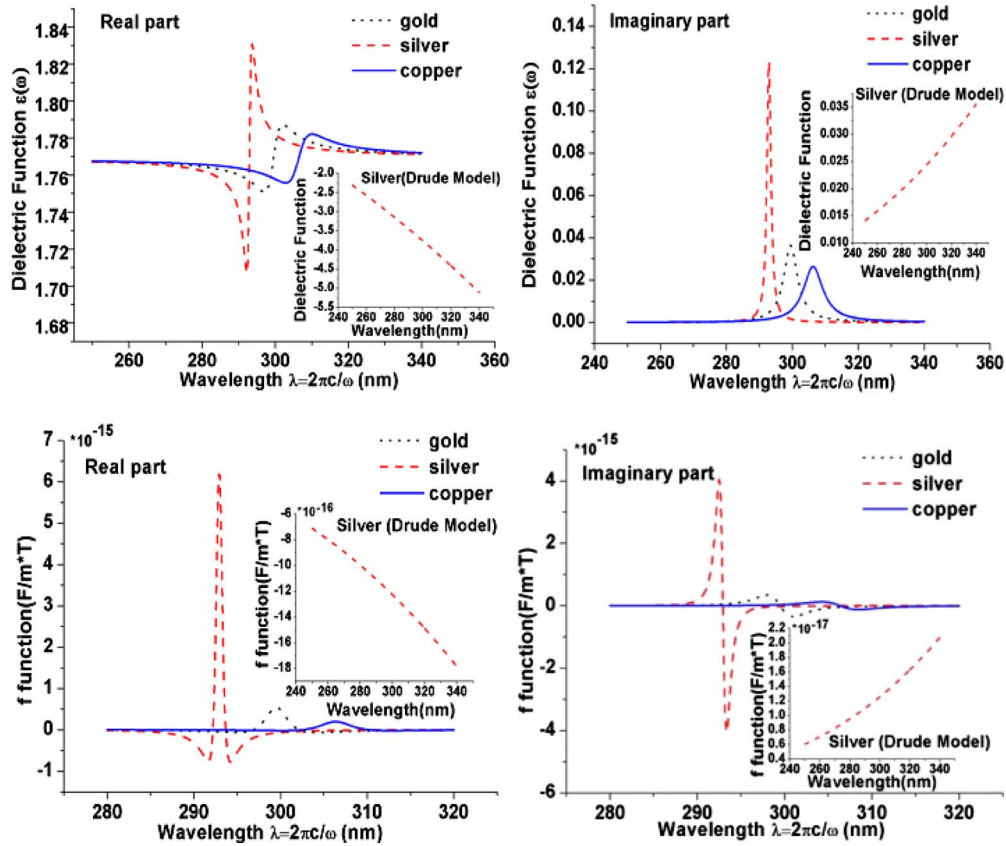 Real part
gold
silver
copper
Dielectric Function ε(ω)
1.84
1.82
1.80
1.78
1.76
1.74
1.72
1.70
1.68
260 280 300 320 340 360
Wavelength λ=2πc/ω (nm)
Silver(Drude Model)
Dielectric Function
-2.0
-2.5
-3.0
-3.5
-4.0
-4.5
-5.0
-5.5
240 260 280 300 320 340
Wavelength(nm)
Imaginary part
gold
silver
copper
Dielectric Function ε(ω)
0.14
0.12
0.10
0.08
0.06
0.04
0.02
0.00
240 260 280 300 320 340 360
Wavelength λ=2πc/ω (nm)
Silver (Drude Model)
Dielectric Function
0.035
0.030
0.025
0.020
0.015
0.010
240 260 280 300 320 340
Wavelength(nm)
*10^-15
Real part
gold
silver
copper
f function(F/m*T)
7
6
5
4
3
2
1
0
-1
280 290 300 310 320
Wavelength λ=2πc/ω (nm)
*10^-16
Silver (Drude Model)
f function(F/m*T)
-6
-8
-10
-12
-14
-16
-18
240 260 280 300 320 340
Wavelength(nm)
*10^-15
Imaginary part
gold
silver
copper
f function(F/m*T)
4
2
0
-2
-4
-6
280 290 300 310 320
Wavelength λ=2πc/ω (nm)
*10^-17
Silver (Drude Model)
f function(F/m*T)
2.2
2.0
1.8
1.6
1.4
1.2
1.0
0.8
0.6
0.4
240 260 280 300 320 340
Wavelength(nm)